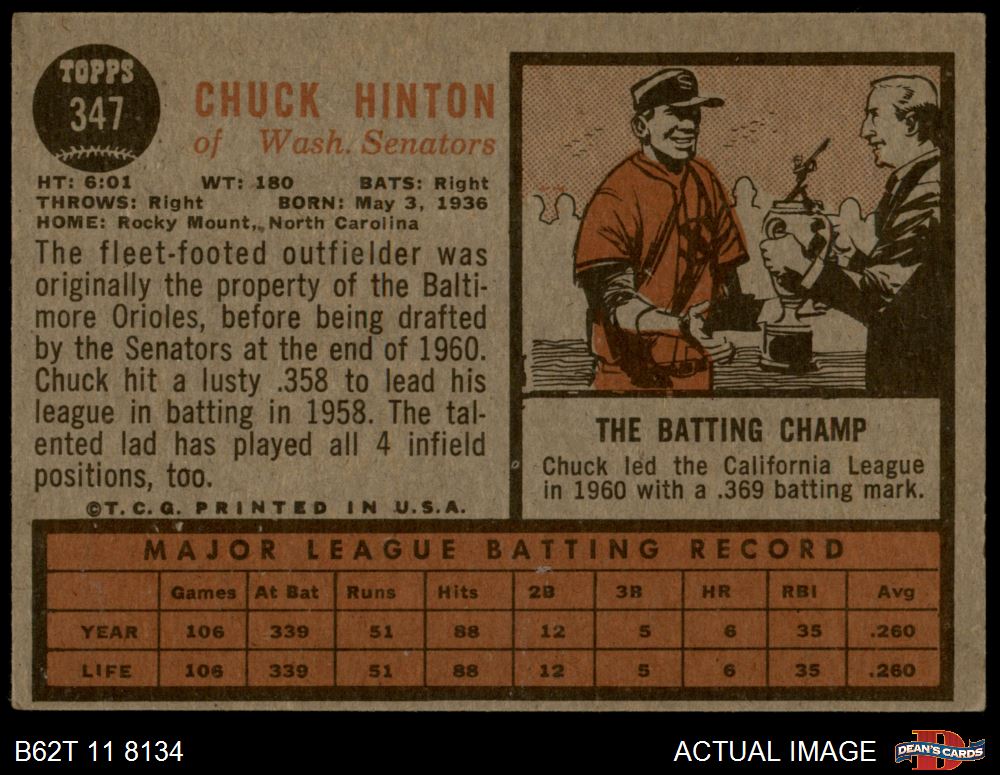 TOPPS
347
CHUCK HINTON
of Wash. Senators
HT: 6:01 WT: 180 BATS: Right
THROWS: Right BORN: May 3, 1936
HOME: Rocky Mount, North Carolina
The fleet-footed outfielder was
originally the property of the Balti-
more Orioles, before being drafted
by the Senators at the end of 1960.
Chuck hit a lusty .358 to lead his
league in batting in 1958. The tal-
ented lad has played all 4 infield
positions, too.
©T. C. G. PRINTED IN U.S.A.
S
S
THE BATTING CHAMP
Chuck led the California League
in 1960 with a .369 batting mark.
MAJOR LEAGUE BATTING RECORD
Games At Bat Runs Hits 2B 3B HR RBI Avg
YEAR 106 339 51 88 12 5 6 35 .260
LIFE 106 339 51 88 12 5 6 35 .260
B62T 11 8134
ACTUAL IMAGE
D
DEAN'S CARDS